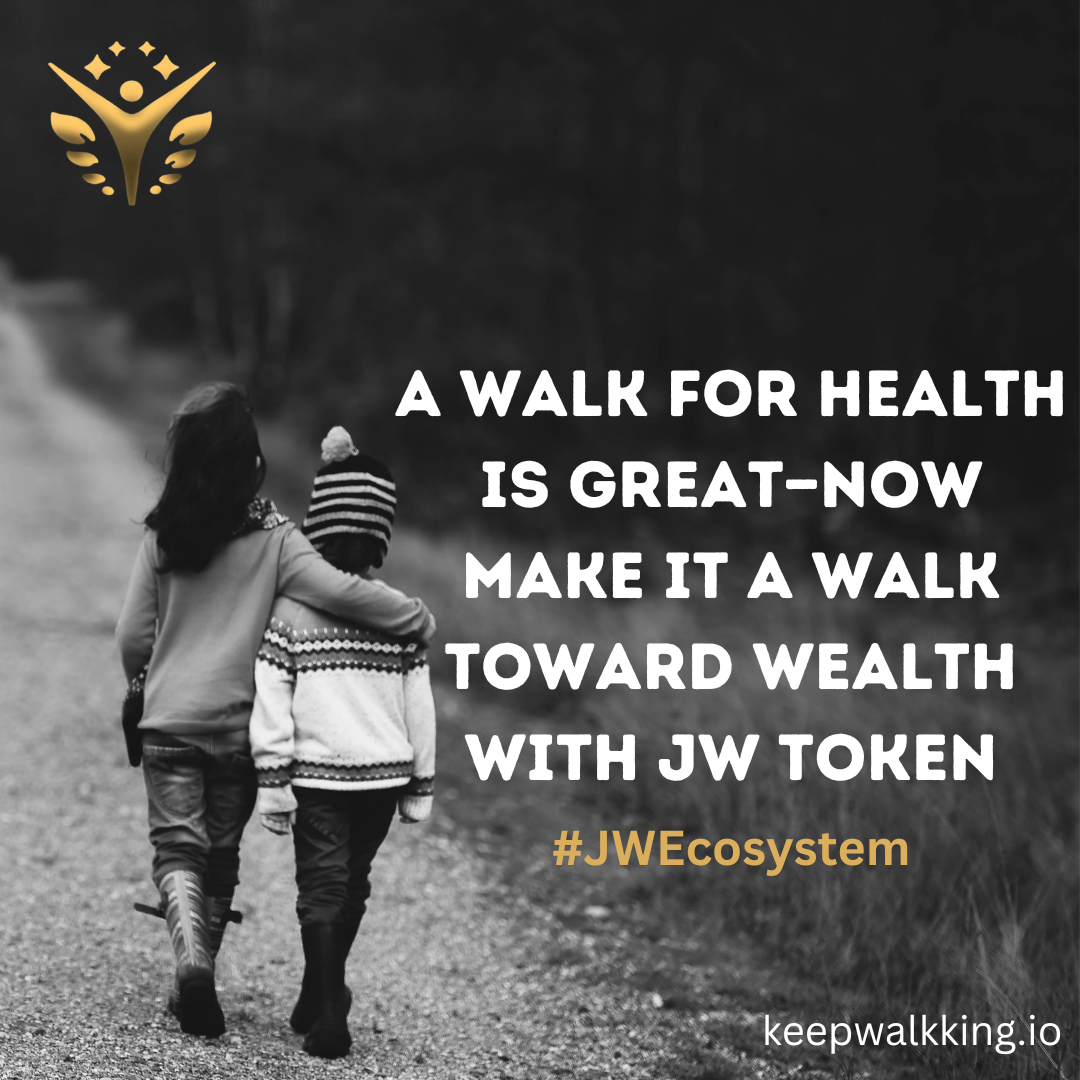 A WALK FOR HEALTH
IS GREAT–NOW
MAKE IT A WALK
TOWARD WEALTH
WITH JW TOKEN
#JWEcosystem
keepwalkking.io